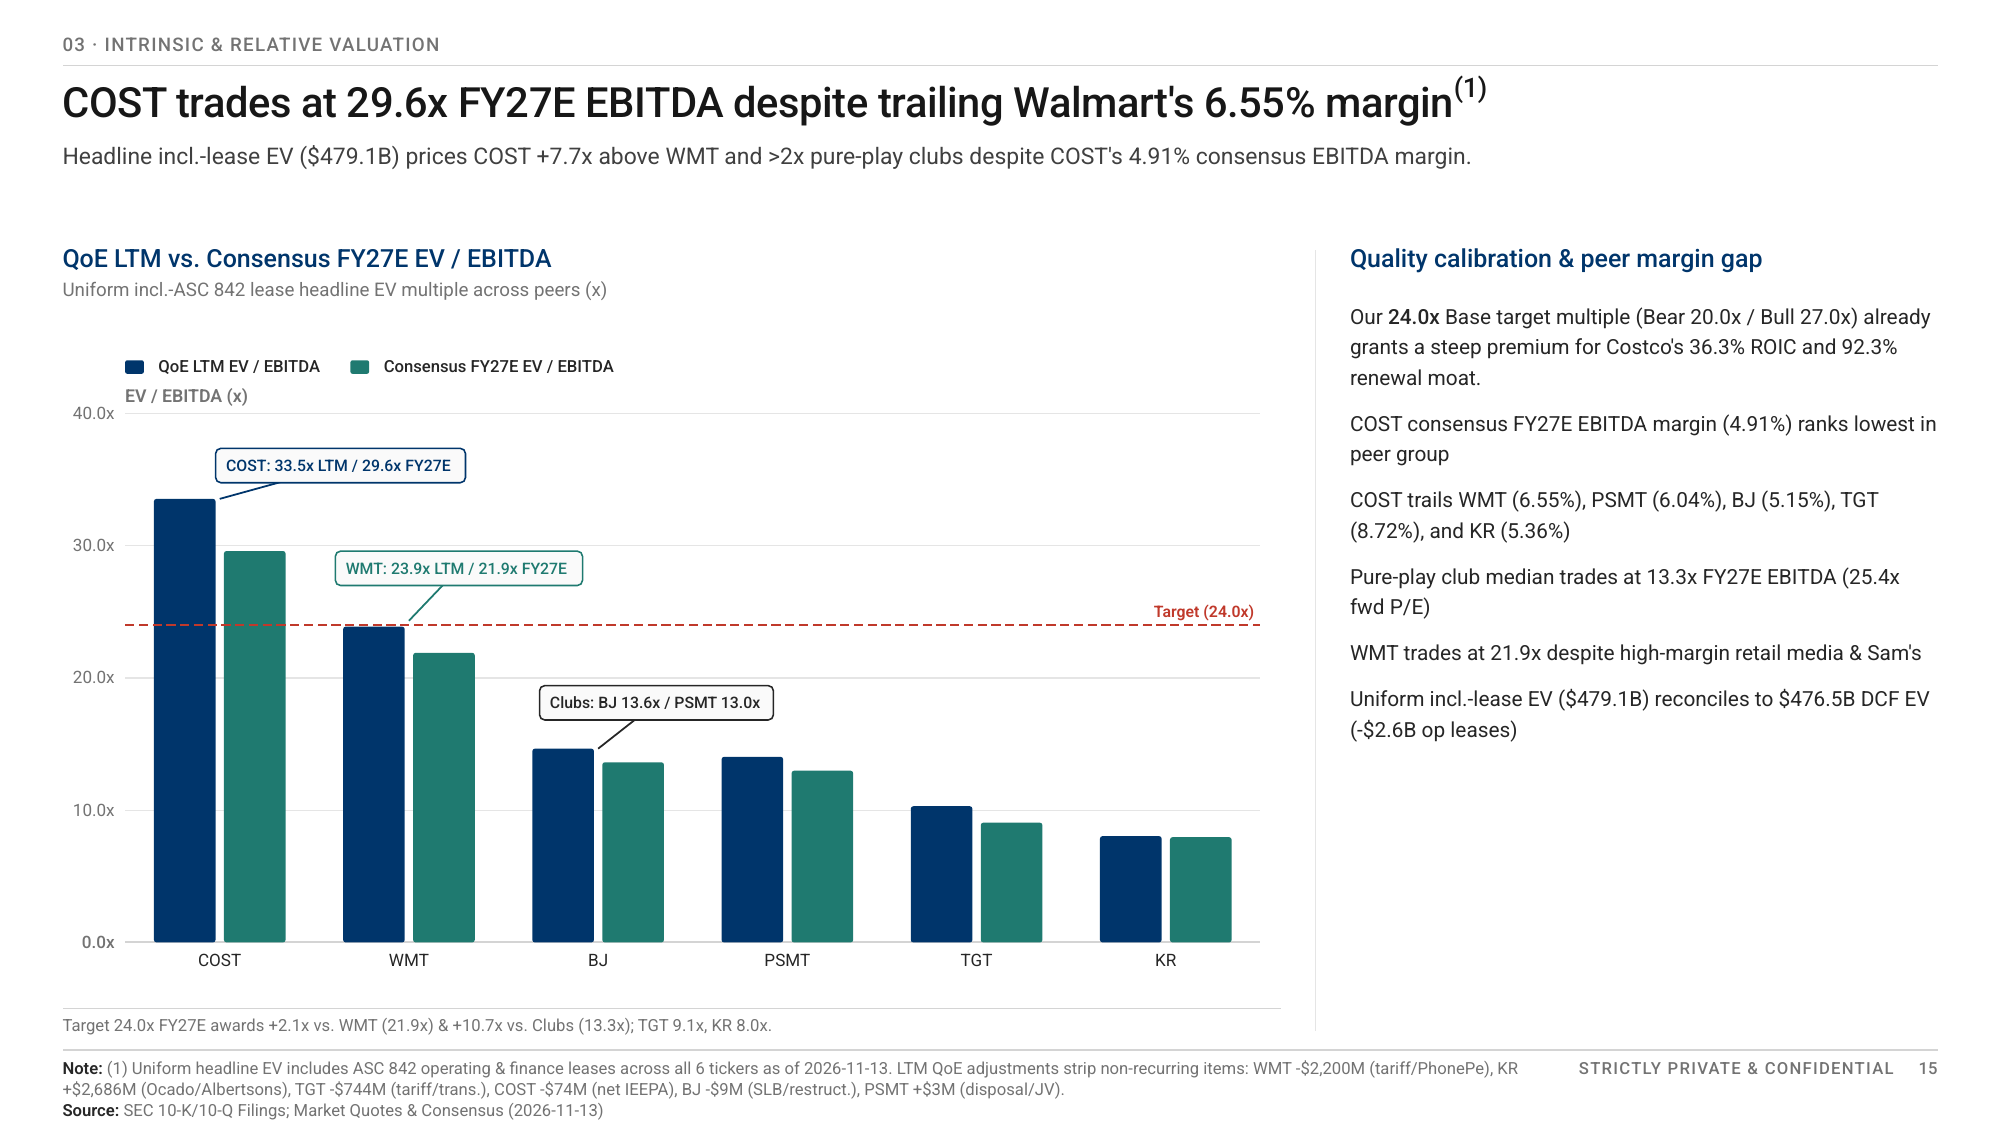 03 · INTRINSIC & RELATIVE VALUATION
COST trades at 29.6x FY27E EBITDA despite trailing Walmart's 6.55% margin(1)
Headline incl.-lease EV ($479.1B) prices COST +7.7x above WMT and >2x pure-play clubs despite COST's 4.91% consensus EBITDA margin.
QoE LTM vs. Consensus FY27E EV / EBITDA
Uniform incl.-ASC 842 lease headline EV multiple across peers (x)
QoE LTM EV / EBITDA
Consensus FY27E EV / EBITDA
EV / EBITDA (x)
40.0x
30.0x
20.0x
10.0x
0.0x
COST: 33.5x LTM / 29.6x FY27E
WMT: 23.9x LTM / 21.9x FY27E
Target (24.0x)
Clubs: BJ 13.6x / PSMT 13.0x
COST
WMT
BJ
PSMT
TGT
KR
Target 24.0x FY27E awards +2.1x vs. WMT (21.9x) & +10.7x vs. Clubs (13.3x); TGT 9.1x, KR 8.0x.
Quality calibration & peer margin gap
Our 24.0x Base target multiple (Bear 20.0x / Bull 27.0x) already
grants a steep premium for Costco's 36.3% ROIC and 92.3%
renewal moat.
COST consensus FY27E EBITDA margin (4.91%) ranks lowest in
peer group
COST trails WMT (6.55%), PSMT (6.04%), BJ (5.15%), TGT
(8.72%), and KR (5.36%)
Pure-play club median trades at 13.3x FY27E EBITDA (25.4x
fwd P/E)
WMT trades at 21.9x despite high-margin retail media & Sam's
Uniform incl.-lease EV ($479.1B) reconciles to $476.5B DCF EV
(-$2.6B op leases)
Note: (1) Uniform headline EV includes ASC 842 operating & finance leases across all 6 tickers as of 2026-11-13. LTM QoE adjustments strip non-recurring items: WMT -$2,200M (tariff/PhonePe), KR
+$2,686M (Ocado/Albertsons), TGT -$744M (tariff/trans.), COST -$74M (net IEEPA), BJ -$9M (SLB/restruct.), PSMT +$3M (disposal/JV).
Source: SEC 10-K/10-Q Filings; Market Quotes & Consensus (2026-11-13)
STRICTLY PRIVATE & CONFIDENTIAL 15